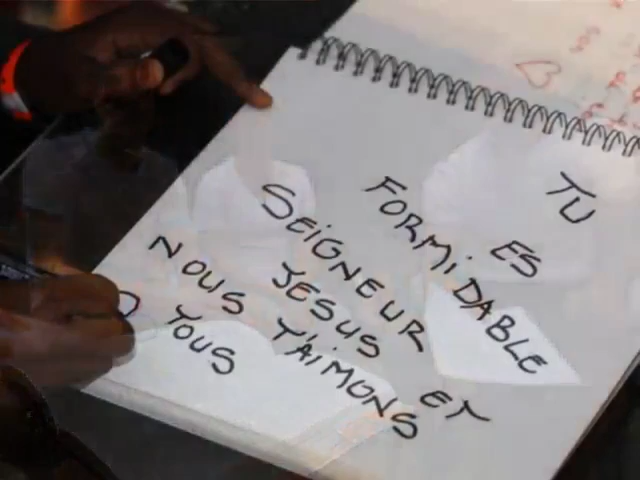 TU
ES
FORMiDABLE
SEiGNEUR
JESUS ET
NOUS T'AiMONS
TOUS